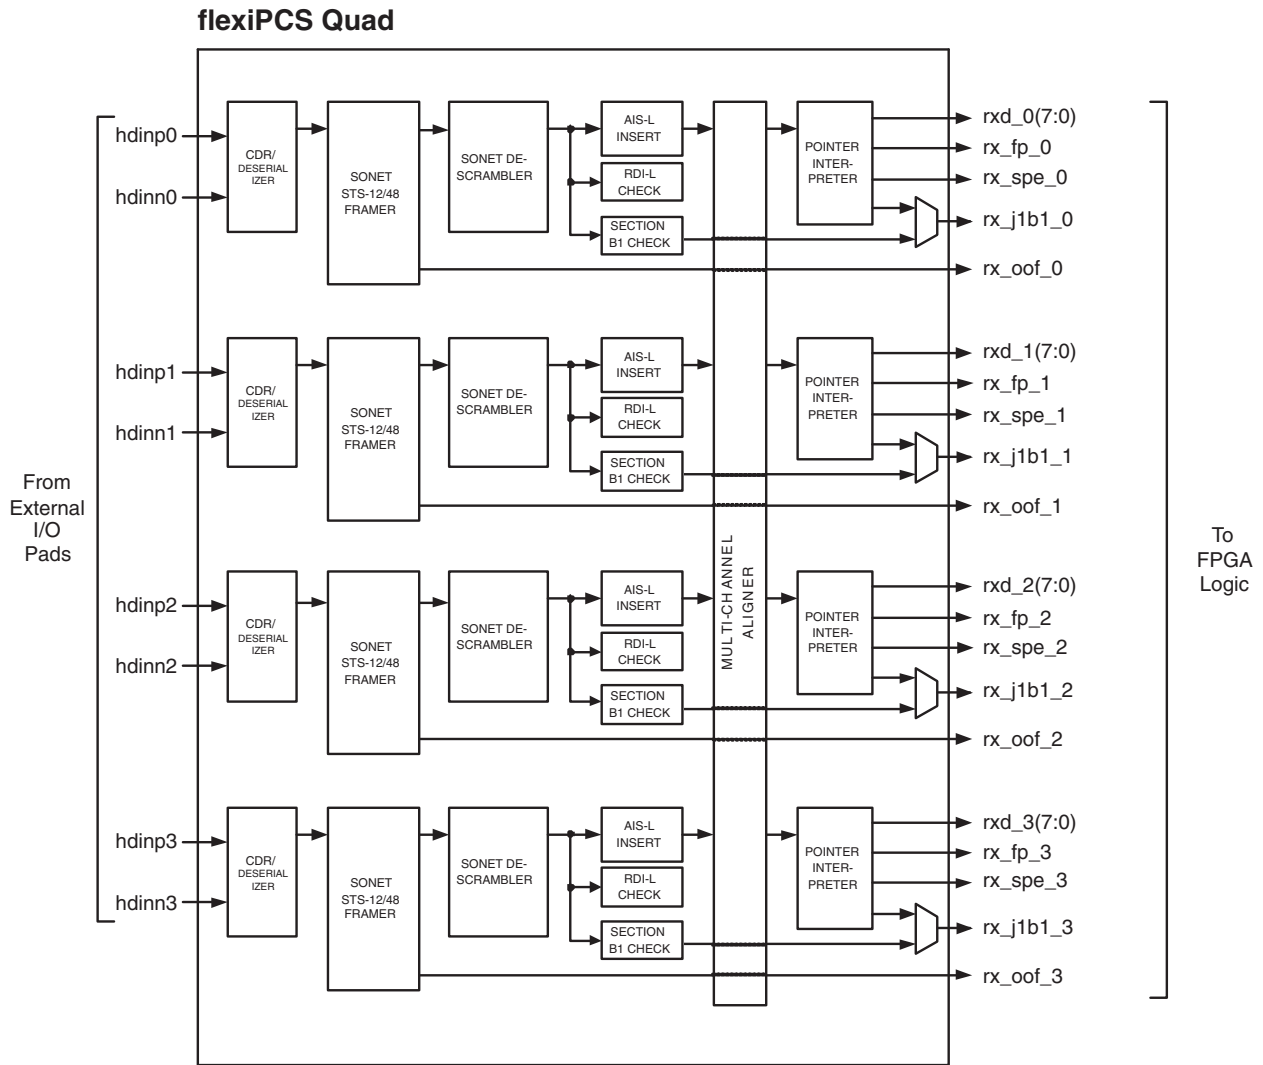 flexiPCS Quad
hdinp0
hdinn0
CDR/
DESERIAL
IZER
SONET
STS-12/48
FRAMER
SONET DE-
SCRAMBLER
AIS-L
INSERT
RDI-L
CHECK
SECTION
B1 CHECK
POINTER
INTER-
PRETER
rxd_0(7:0)
rx_fp_0
rx_spe_0
rx_j1b1_0
rx_oof_0
hdinp1
hdinn1
CDR/
DESERIAL
IZER
SONET
STS-12/48
FRAMER
SONET DE-
SCRAMBLER
AIS-L
INSERT
RDI-L
CHECK
SECTION
B1 CHECK
POINTER
INTER-
PRETER
rxd_1(7:0)
rx_fp_1
rx_spe_1
rx_j1b1_1
rx_oof_1
From
External
I/O
Pads
MULTI-CHANNEL
ALIGNER
To
FPGA
Logic
hdinp2
hdinn2
CDR/
DESERIAL
IZER
SONET
STS-12/48
FRAMER
SONET DE-
SCRAMBLER
AIS-L
INSERT
RDI-L
CHECK
SECTION
B1 CHECK
POINTER
INTER-
PRETER
rxd_2(7:0)
rx_fp_2
rx_spe_2
rx_j1b1_2
rx_oof_2
hdinp3
hdinn3
CDR/
DESERIAL
IZER
SONET
STS-12/48
FRAMER
SONET DE-
SCRAMBLER
AIS-L
INSERT
RDI-L
CHECK
SECTION
B1 CHECK
POINTER
INTER-
PRETER
rxd_3(7:0)
rx_fp_3
rx_spe_3
rx_j1b1_3
rx_oof_3